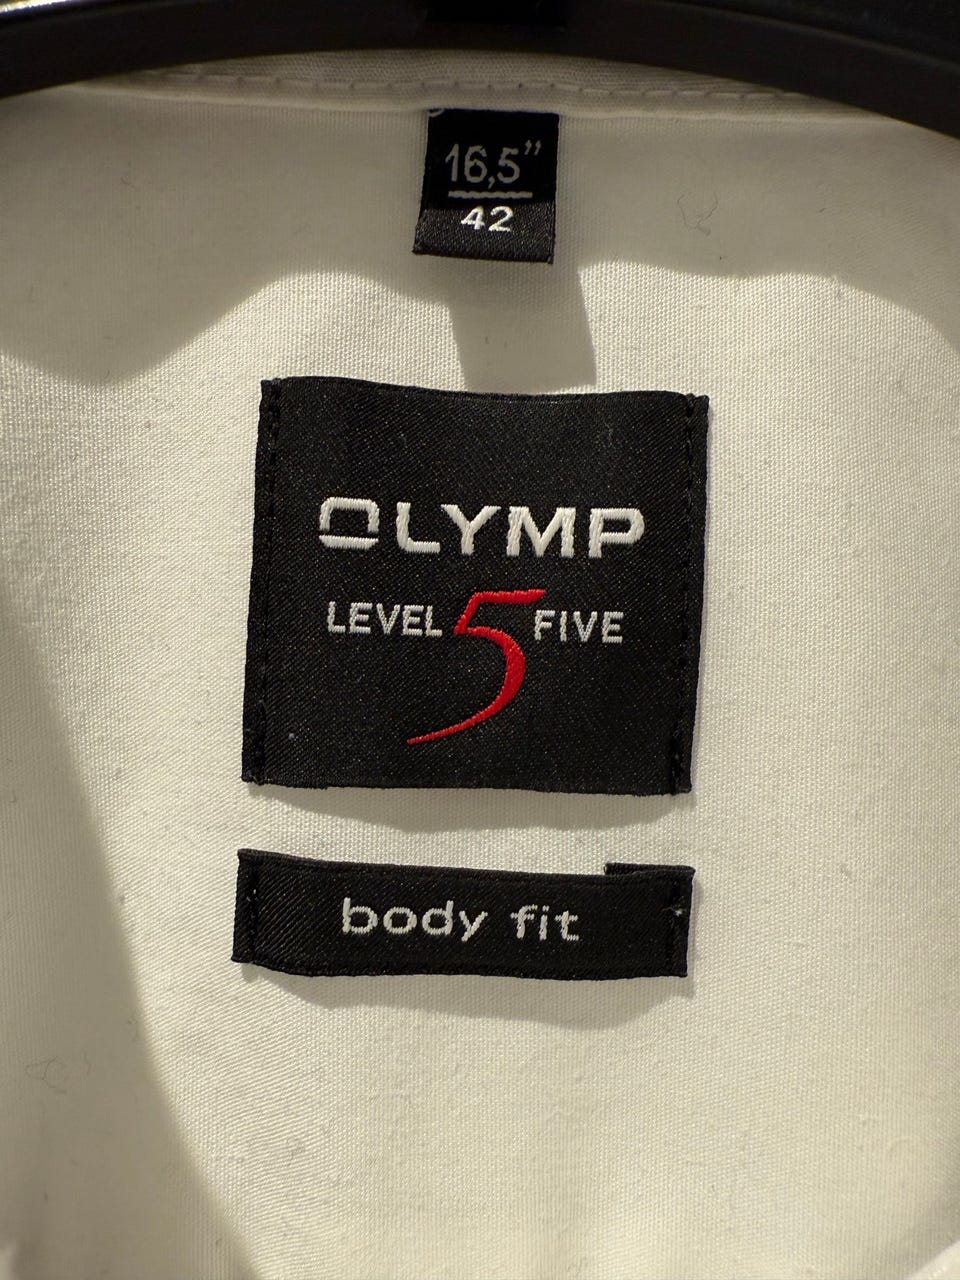 16,5”
42
OLYMP
LEVEL 5 FIVE
body fit